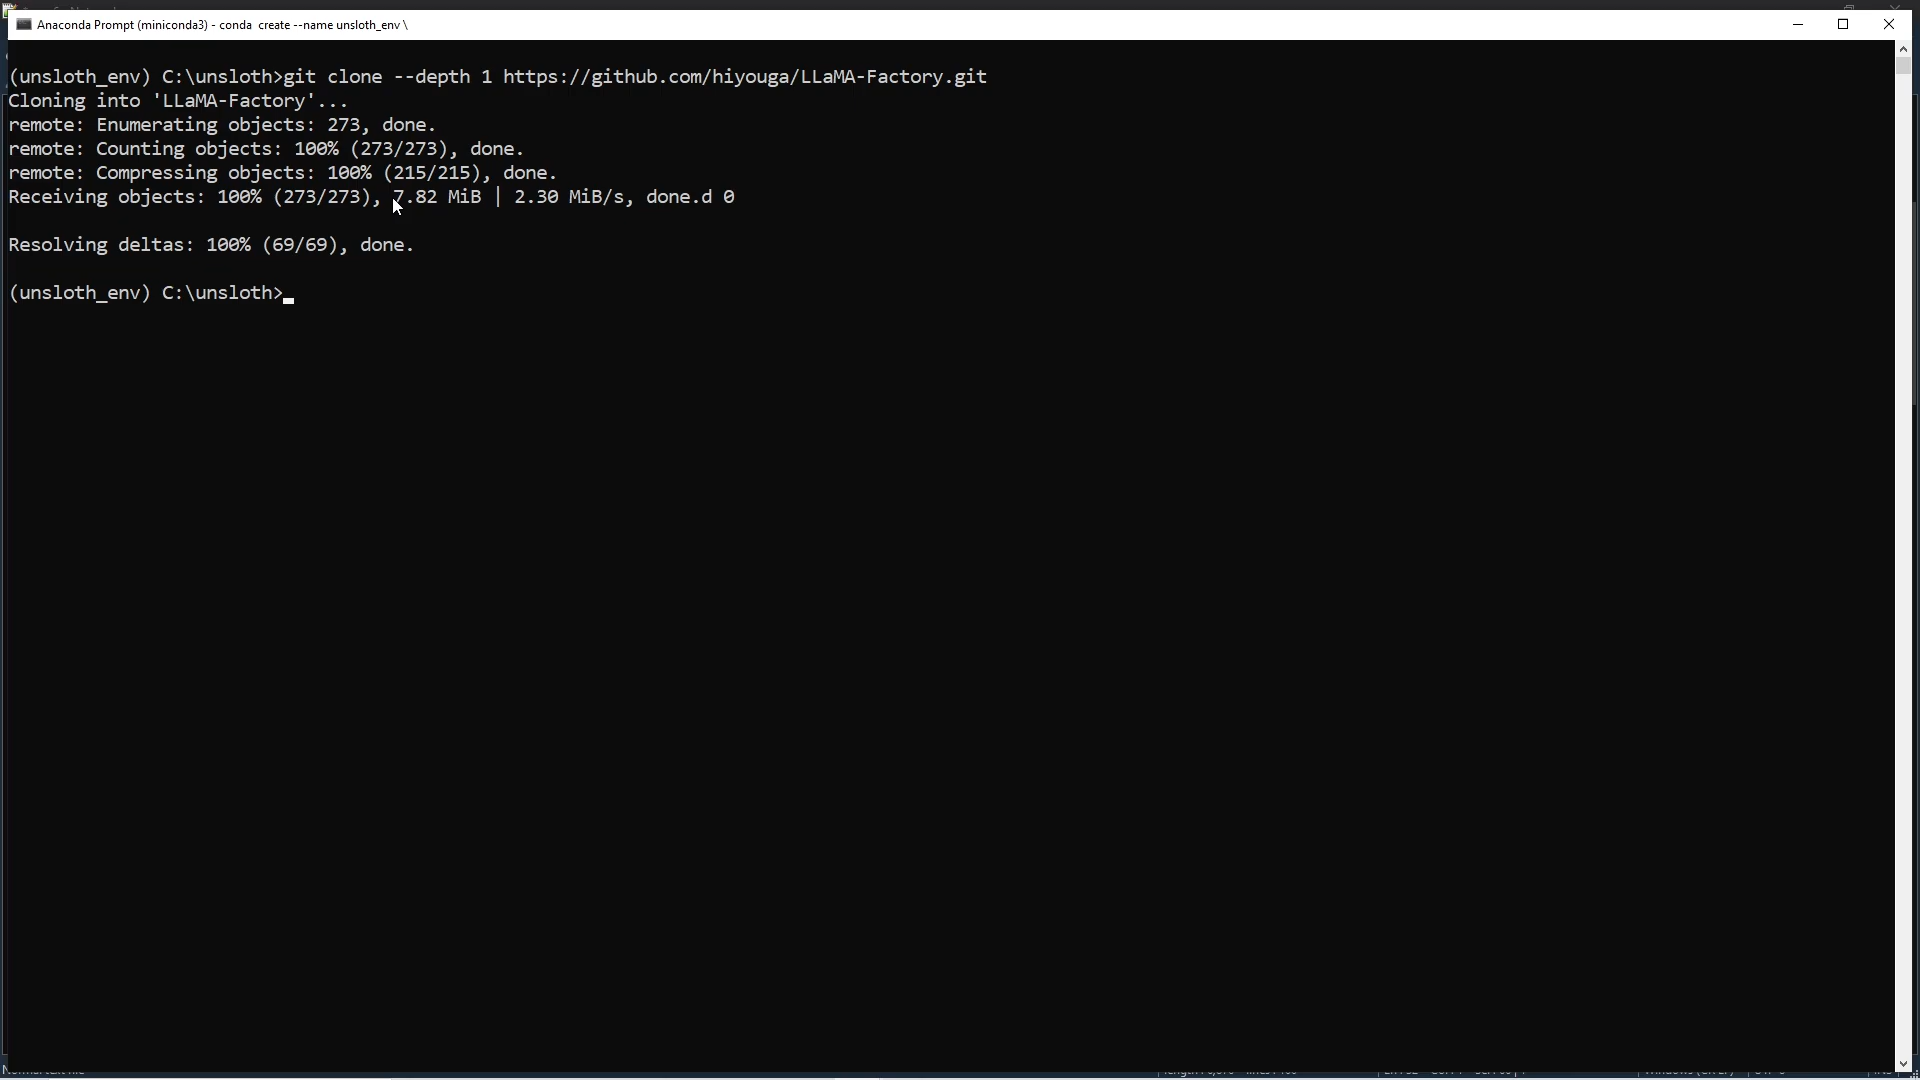 Anaconda Prompt (miniconda3) - conda  create --name unsloth_env \
(unsloth_env) C:\unsloth>git clone --depth 1 https://github.com/hiyouga/LLaMA-Factory.git
Cloning into 'LLaMA-Factory'...
remote: Enumerating objects: 273, done.
remote: Counting objects: 100% (273/273), done.
remote: Compressing objects: 100% (215/215), done.
Receiving objects: 100% (273/273), 7.82 MiB | 2.30 MiB/s, done.d 0
Resolving deltas: 100% (69/69), done.
(unsloth_env) C:\unsloth>